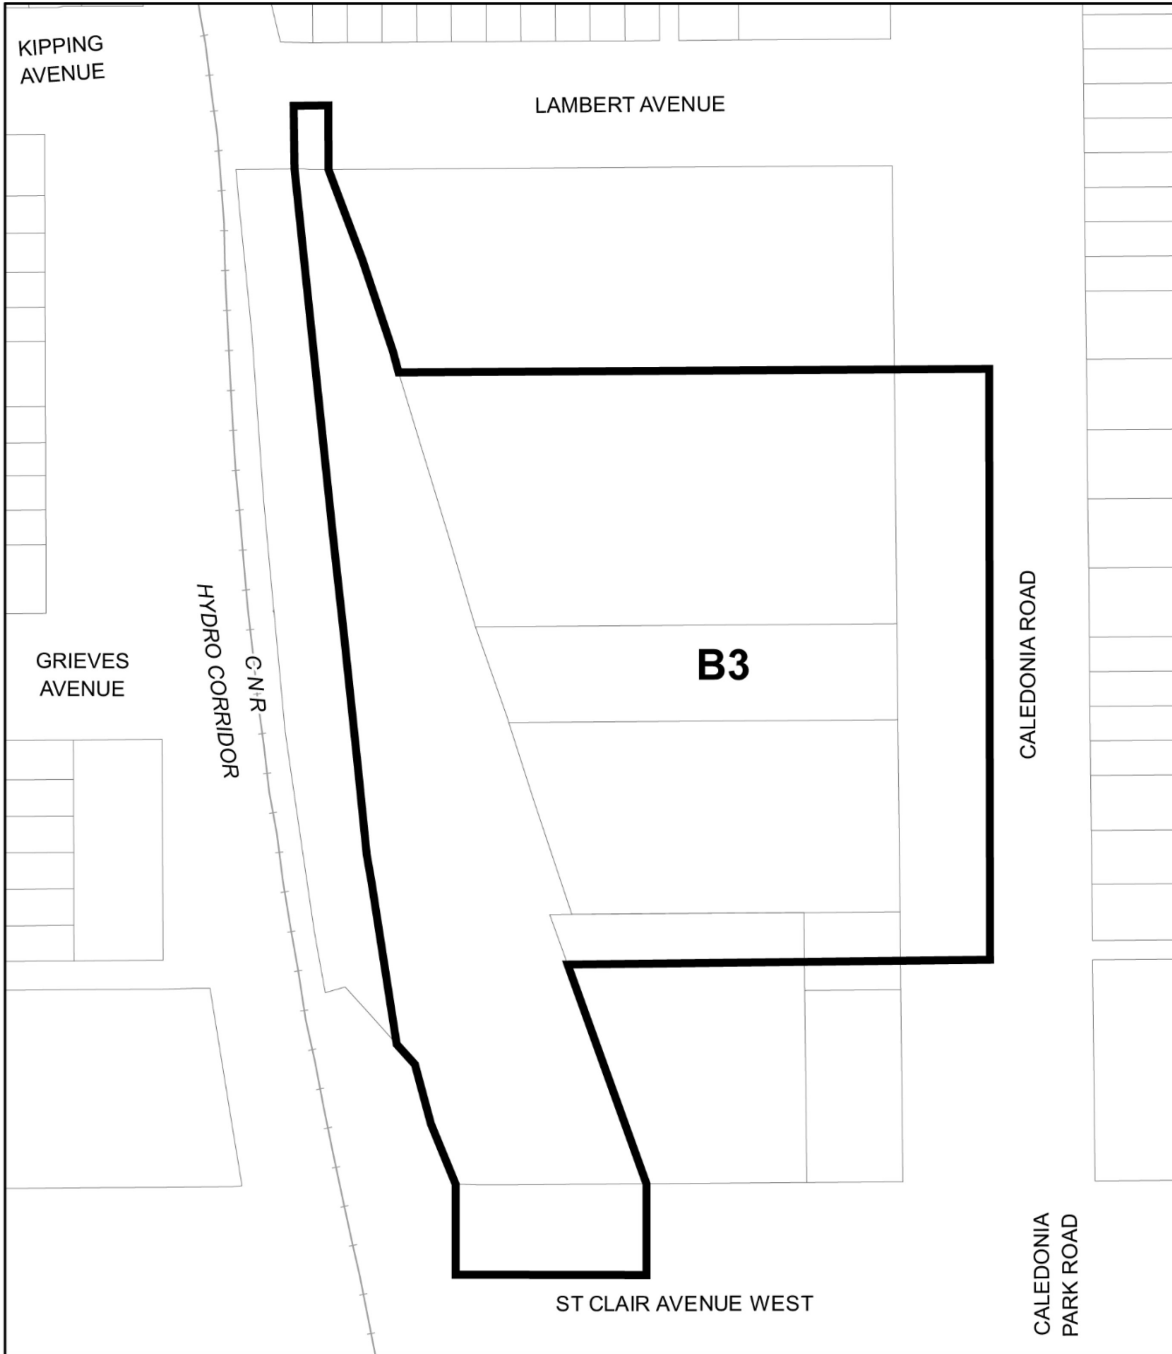 KIPPING
AVENUE
LAMBERT AVENUE
HYDRO CORRIDOR
C-N-R
GRIEVES
AVENUE
B3
CALEDONIA ROAD
CALEDONIA
PARK ROAD
ST CLAIR AVENUE WEST